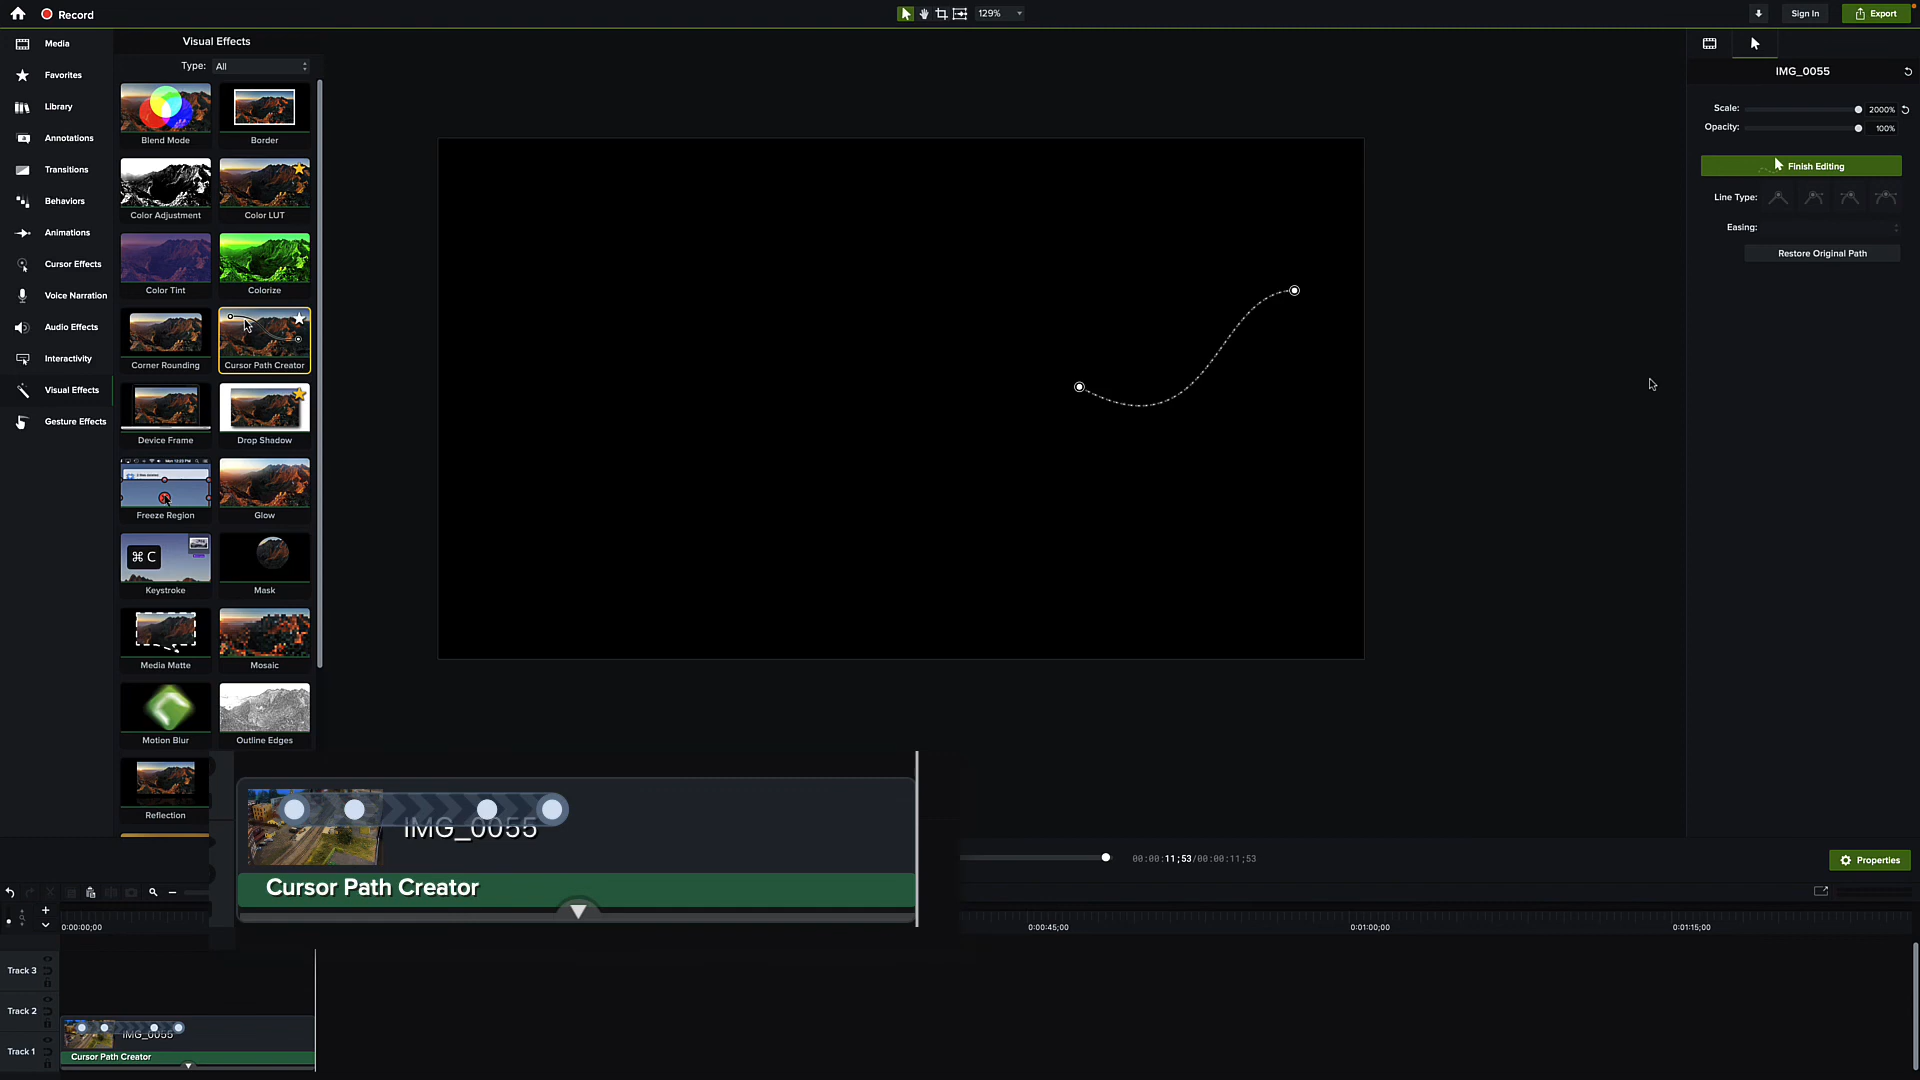 Record
129%
Sign In
Export
Media
Favorites
Library
Annotations
Transitions
Behaviors
Animations
Cursor Effects
Voice Narration
Audio Effects
Interactivity
Visual Effects
Gesture Effects
Visual Effects
Type: All
Blend Mode
Border
Color Adjustment
Color LUT
Color Tint
Colorize
Corner Rounding
Cursor Path Creator
Device Frame
Drop Shadow
Freeze Region
Glow
⌘ C
Keystroke
Mask
Media Matte
Mosaic
Motion Blur
Outline Edges
Reflection
IMG_0055
Scale: 2000%
Opacity: 100%
Finish Editing
Line Type:
Easing:
Restore Original Path
IMG_0055
Cursor Path Creator
00:00:11;53/00:00:11;53
Properties
0:00:00;00
0:00:45;00
0:01:00;00
0:01:15;00
Track 3
Track 2
Track 1
IMG_0055
Cursor Path Creator